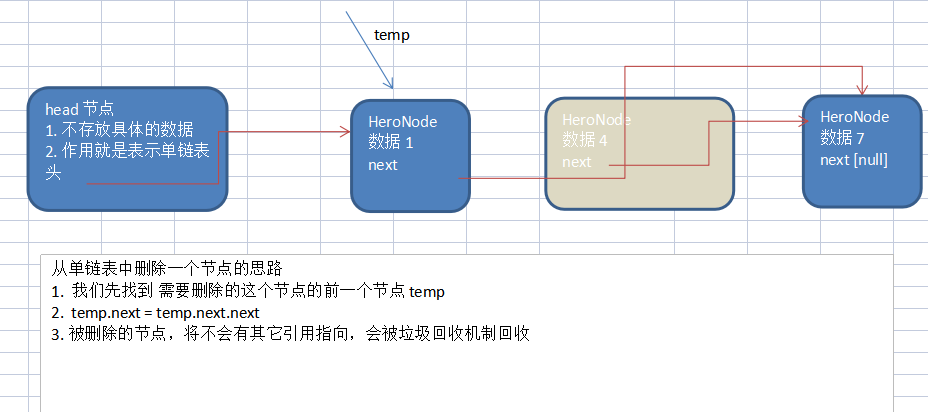 temp
head 节点
1. 不存放具体的数据
2. 作用就是表示单链表
头
HeroNode
数据 1
next
HeroNode
数据 4
next
HeroNode
数据 7
next [null]
从单链表中删除一个节点的思路
1. 我们先找到 需要删除的这个节点的前一个节点 temp
2. temp.next = temp.next.next
3. 被删除的节点，将不会有其它引用指向，会被垃圾回收机制回收